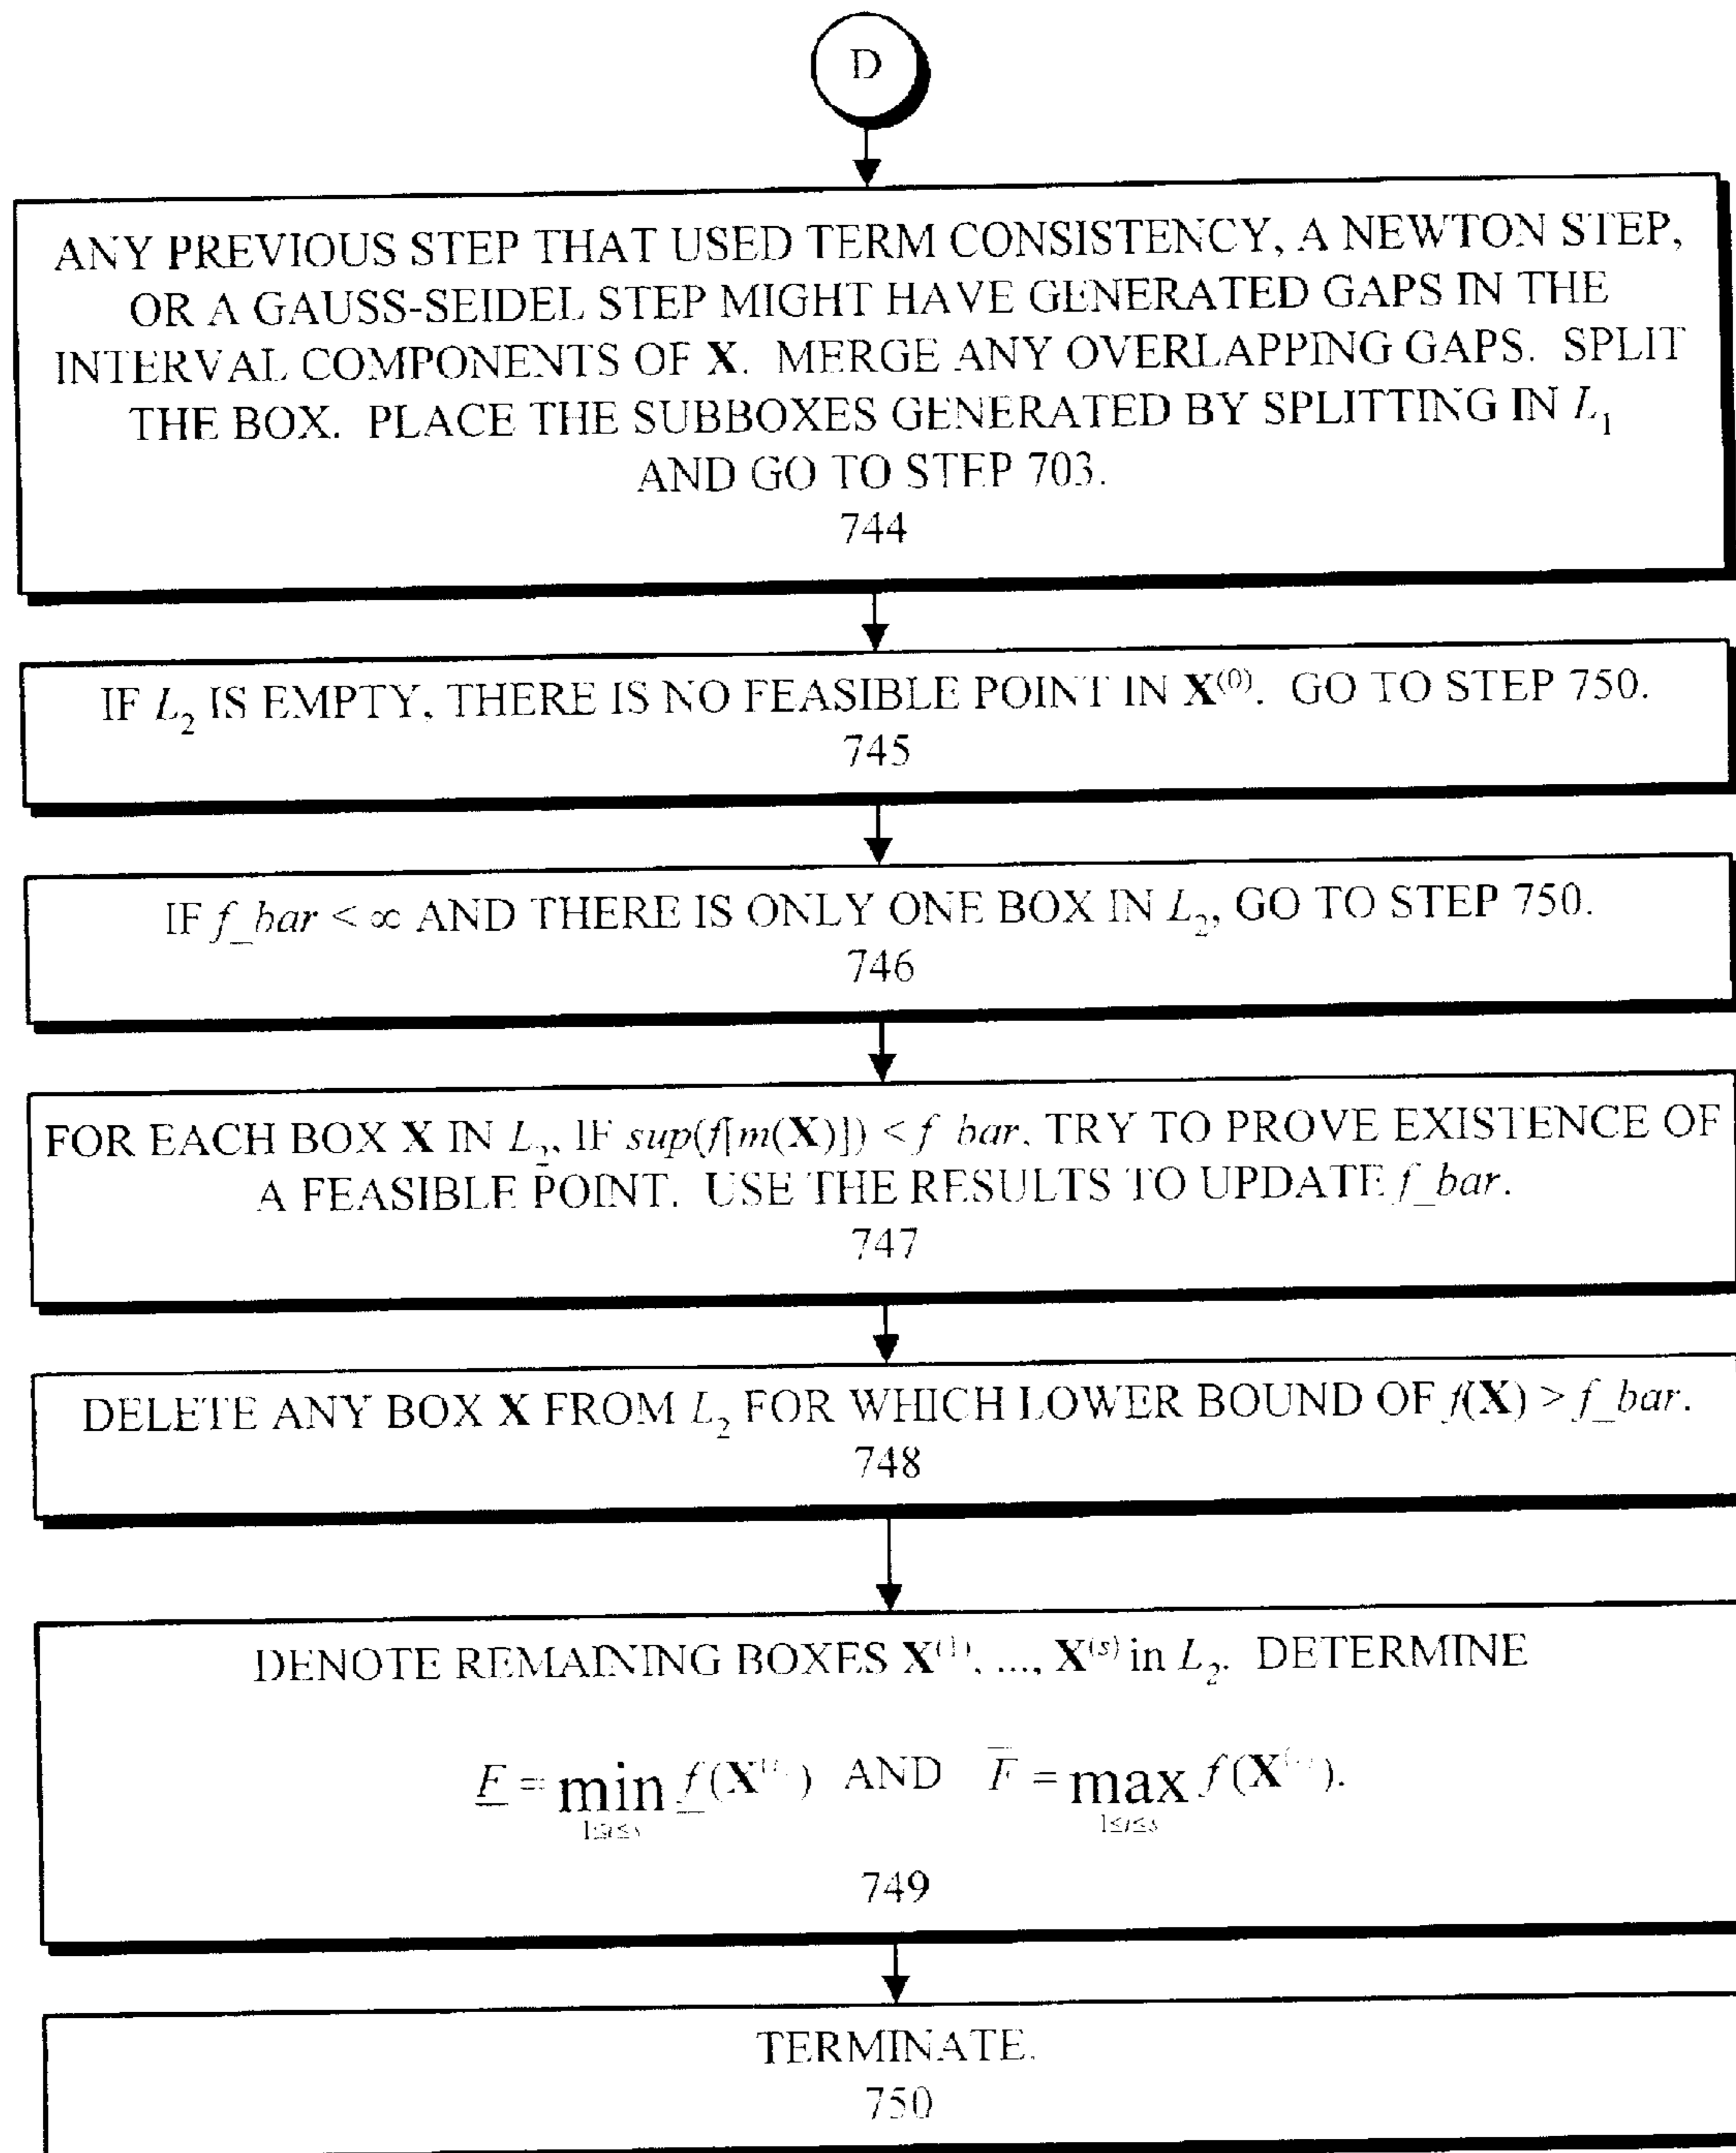 D
ANY PREVIOUS STEP THAT USED TERM CONSISTENCY, A NEWTON STEP,
OR A GAUSS-SEIDEL STEP MIGHT HAVE GENERATED GAPS IN THE
INTERVAL COMPONENTS OF X. MERGE ANY OVERLAPPING GAPS. SPLIT
THE BOX. PLACE THE SUBBOXES GENERATED BY SPLITTING IN L₁
AND GO TO STEP 703.
744
IF L₂ IS EMPTY, THERE IS NO FEASIBLE POINT IN X⁽⁰⁾. GO TO STEP 750.
745
IF f_bar < ∞ AND THERE IS ONLY ONE BOX IN L₂, GO TO STEP 750.
746
FOR EACH BOX X IN L₂, IF sup(f[m(X)]) < f_bar, TRY TO PROVE EXISTENCE OF
A FEASIBLE POINT. USE THE RESULTS TO UPDATE f_bar.
747
DELETE ANY BOX X FROM L₂ FOR WHICH LOWER BOUND OF f(X) > f_bar.
748
DENOTE REMAINING BOXES X⁽¹⁾, ..., X⁽ˢ⁾ in L₂. DETERMINE
F̲ = min f̲(X⁽ⁱ⁾) AND F̅ = max f(X⁽ⁱ⁾).
1≤i≤s 1≤i≤s
749
TERMINATE.
750